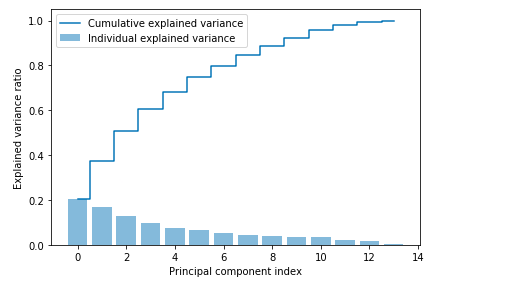 Cumulative explained variance
Individual explained variance
Explained variance ratio
1.0
0.8
0.6
0.4
0.2
0.0
0 2 4 6 8 10 12 14
Principal component index